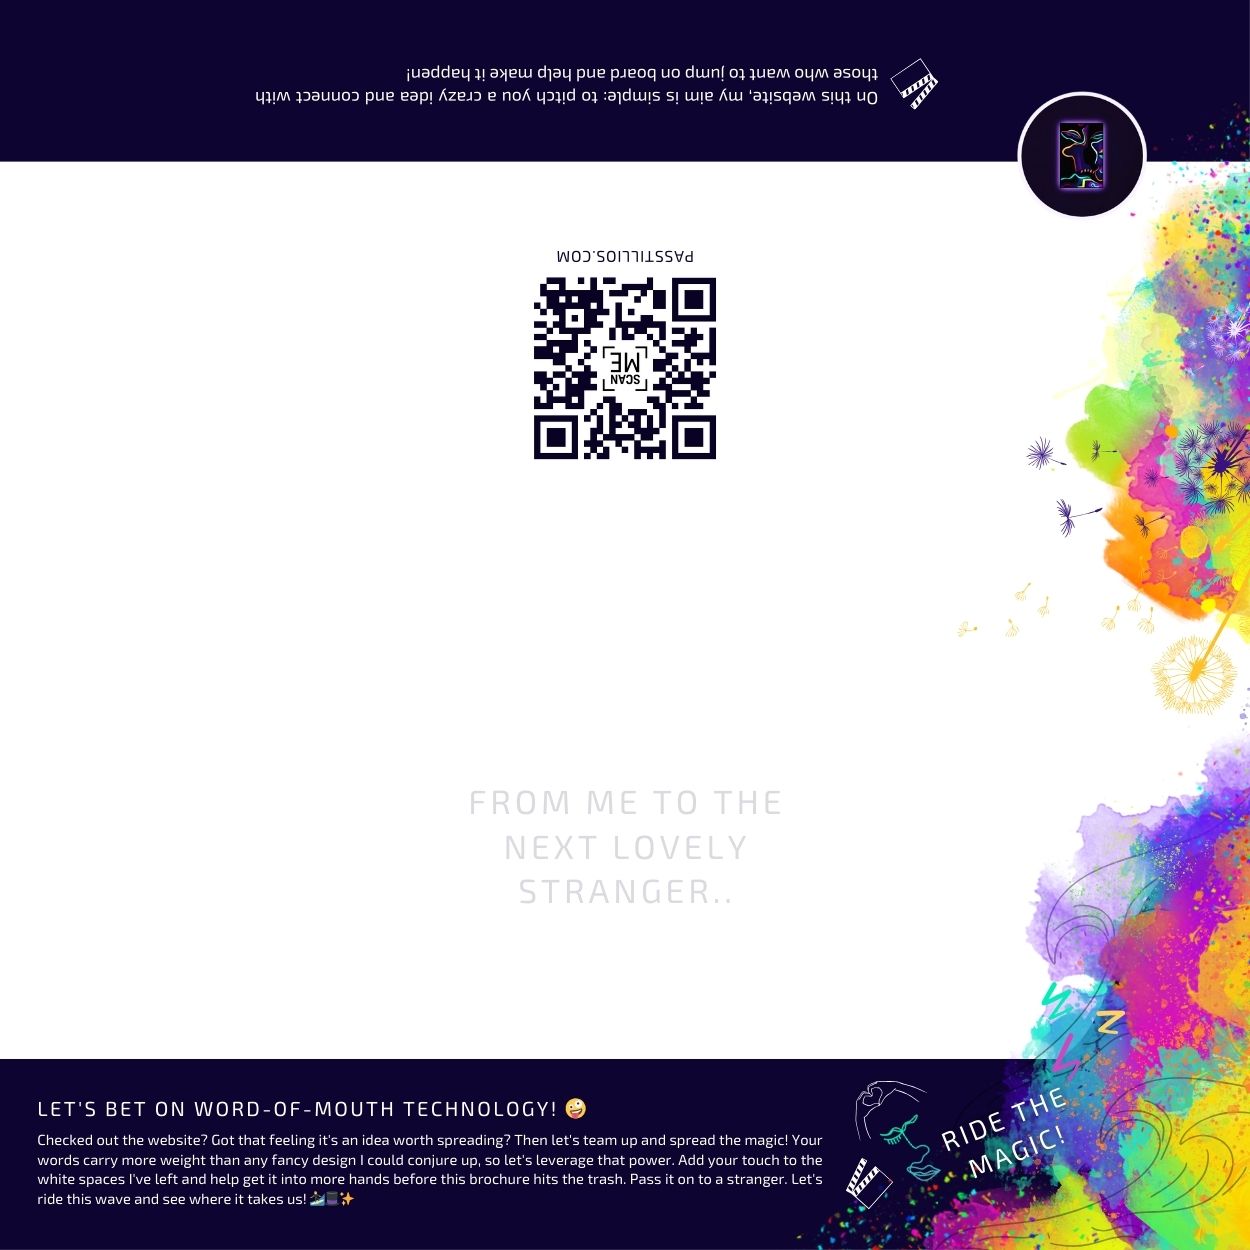 On this website, my aim is simple: to pitch you a crazy idea and connect with
those who want to jump on board and help make it happen!
PASSTILLIOS.COM
SCAN
ME
FROM ME TO THE
NEXT LOVELY
STRANGER..
LET'S BET ON WORD-OF-MOUTH TECHNOLOGY! 🤪
Checked out the website? Got that feeling it's an idea worth spreading? Then let's team up and spread the magic! Your
words carry more weight than any fancy design I could conjure up, so let's leverage that power. Add your touch to the
white spaces I've left and help get it into more hands before this brochure hits the trash. Pass it on to a stranger. Let's
ride this wave and see where it takes us!
RIDE THE
MAGIC!